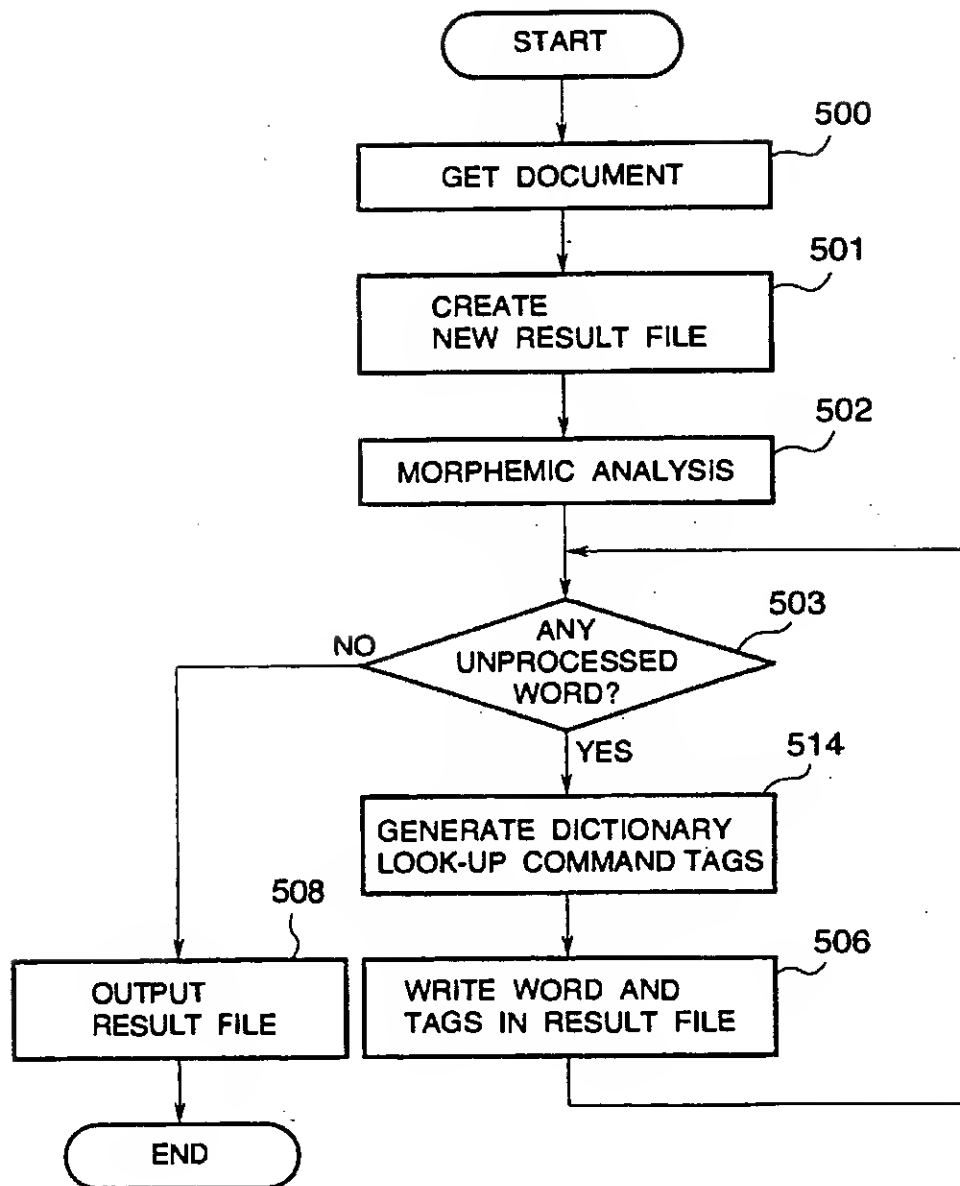 START
500
GET DOCUMENT
501
CREATE
NEW RESULT FILE
502
MORPHEMIC ANALYSIS
503
NO
ANY
UNPROCESSED
WORD?
YES
514
GENERATE DICTIONARY
LOOK-UP COMMAND TAGS
508
506
OUTPUT
RESULT FILE
WRITE WORD AND
TAGS IN RESULT FILE
END